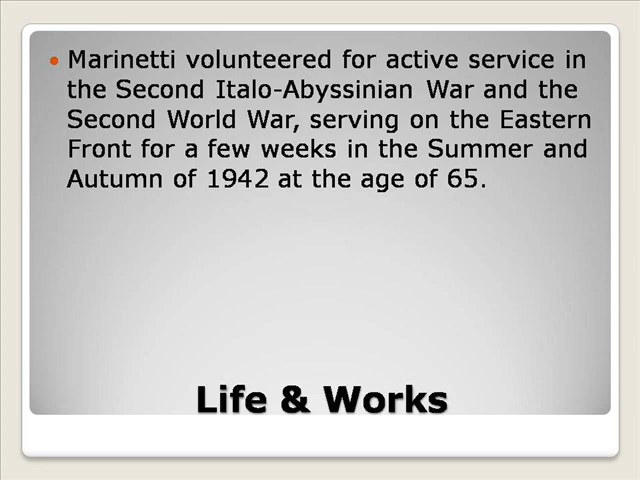 Marinetti volunteered for active service in
the Second Italo-Abyssinian War and the
Second World War, serving on the Eastern
Front for a few weeks in the Summer and
Autumn of 1942 at the age of 65.
Life & Works